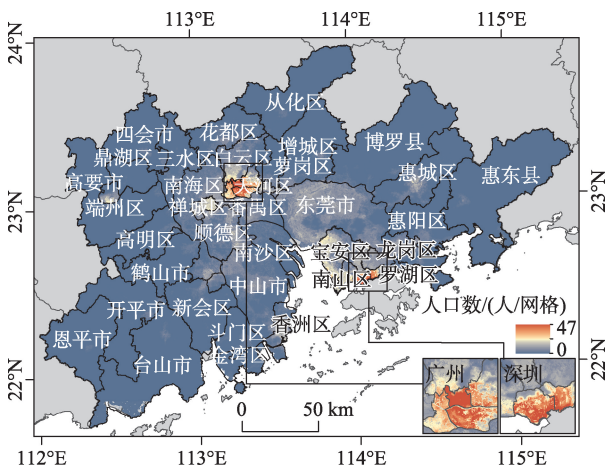 113°E 114°E 115°E
24°N
从化区
四会市 花都区
增城区 博罗县
鼎湖区 三水区 白云区 萝岗区
惠城区 惠东县
高要市 南海区 天河区
23°N 端州区 禅城区 番禺区 东莞市 23°N
惠阳区
高明区 顺德区
南沙区 宝安区 龙岗区
鹤山市 中山市 南山区 罗湖区
开平市 新会区 人口数/(人/网格)
恩平市 斗门区 香洲区 47
台山市 金湾区 0
22°N 广州 深圳 22°N
0 50 km
112°E 113°E 114°E 115°E